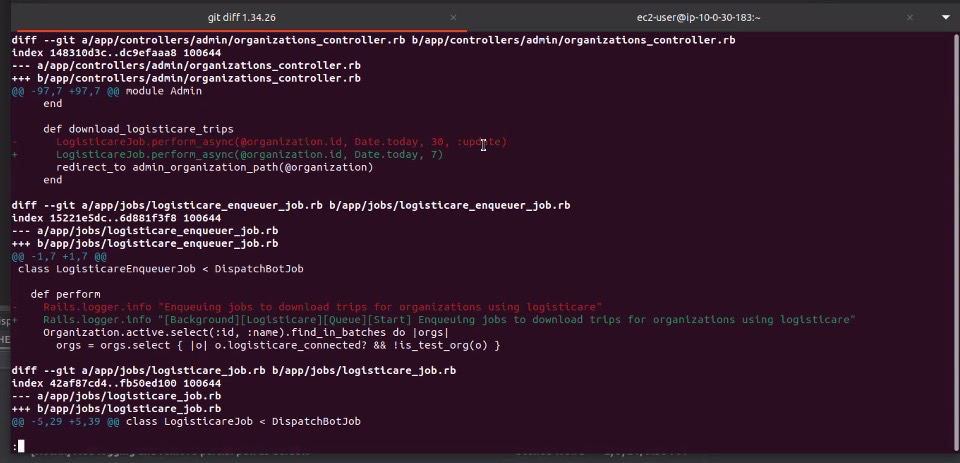 git diff 1.34.26
ec2-user@ip-10-0-30-183:~
diff --git a/app/controllers/admin/organizations_controller.rb b/app/controllers/admin/organizations_controller.rb
index 148310d3c..dc9efaaa8 100644
--- a/app/controllers/admin/organizations_controller.rb
+++ b/app/controllers/admin/organizations_controller.rb
@@ -97,7 +97,7 @@ module Admin
     end

     def download_logisticare_trips
-      LogisticareJob.perform_async(@organization.id, Date.today, 30, :update)
+      LogisticareJob.perform_async(@organization.id, Date.today, 7)
       redirect_to admin_organization_path(@organization)
     end

diff --git a/app/jobs/logisticare_enqueuer_job.rb b/app/jobs/logisticare_enqueuer_job.rb
index 15221e5dc..6d881f3f8 100644
--- a/app/jobs/logisticare_enqueuer_job.rb
+++ b/app/jobs/logisticare_enqueuer_job.rb
@@ -1,7 +1,7 @@
 class LogisticareEnqueuerJob < DispatchBotJob

   def perform
-    Rails.logger.info "Enqueuing jobs to download trips for organizations using logisticare"
+    Rails.logger.info "[Background][Logisticare][Queue][Start] Enqueuing jobs to download trips for organizations using logisticare"
     Organization.active.select(:id, :name).find_in_batches do |orgs|
       orgs = orgs.select { |o| o.logisticare_connected? && !is_test_org(o) }

diff --git a/app/jobs/logisticare_job.rb b/app/jobs/logisticare_job.rb
index 42af87cd4..fb50ed100 100644
--- a/app/jobs/logisticare_job.rb
+++ b/app/jobs/logisticare_job.rb
@@ -5,29 +5,39 @@ class LogisticareJob < DispatchBotJob
: